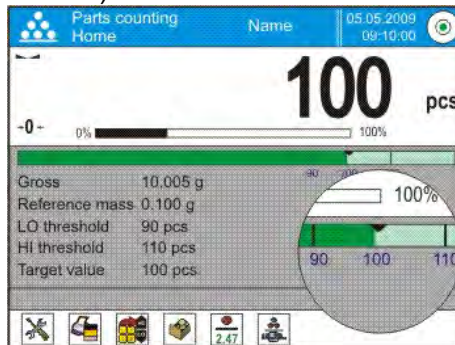 Parts counting
Home
Name
05.05.2009
09:10:00
100
pcs
-0-
0%
100%
90
Gross 10.005 g
Reference mass 0.100 g
LO threshold 90 pcs
HI threshold 110 pcs
Target value 100 pcs
100%
90 100 110
2.47